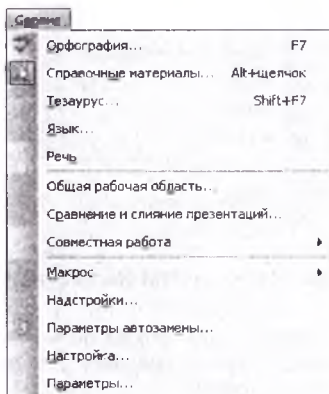 Сервис
Орфография... F7
Справочные материалы... Alt+щелчок
Тезаурус... Shift+F7
Язык...
Речь
Общая рабочая область...
Сравнение и слияние презентаций...
Совместная работа
Макрос
Надстройки...
Параметры автозамены...
Настройка...
Параметры...